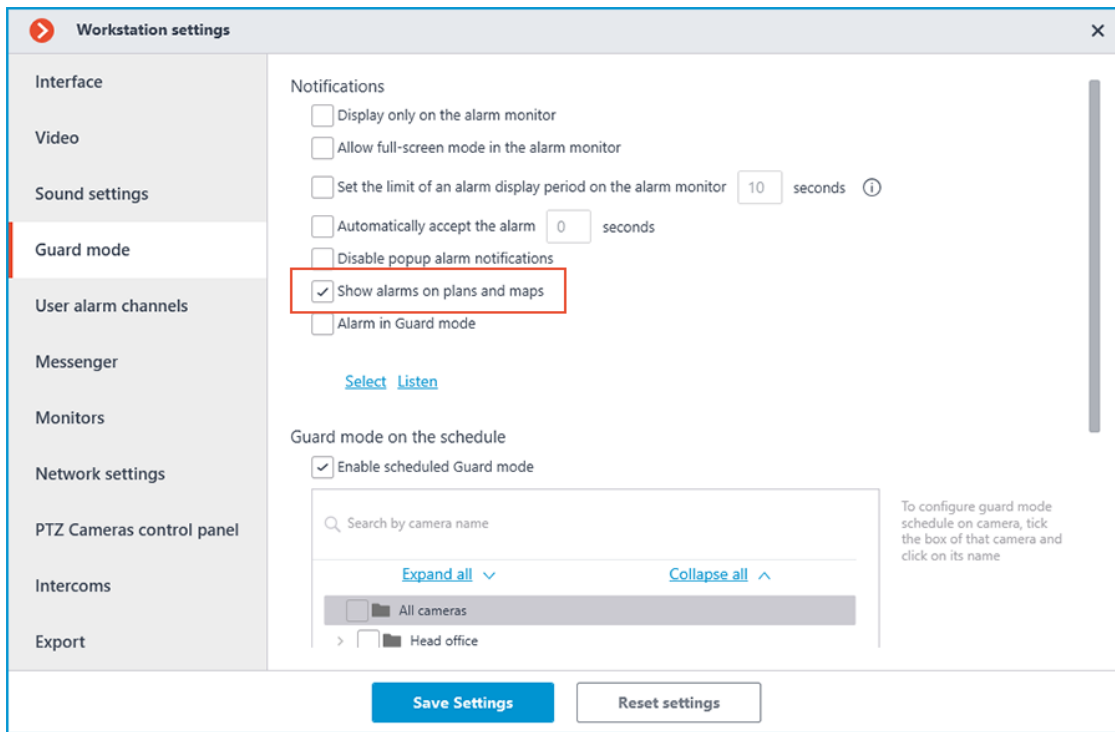 Workstation settings
Interface
Video
Sound settings
Guard mode
User alarm channels
Messenger
Monitors
Network settings
PTZ Cameras control panel
Intercoms
Export
Notifications
Display only on the alarm monitor
Allow full-screen mode in the alarm monitor
Set the limit of an alarm display period on the alarm monitor 10 seconds
Automatically accept the alarm 0 seconds
Disable popup alarm notifications
Show alarms on plans and maps
Alarm in Guard mode
Select Listen
Guard mode on the schedule
Enable scheduled Guard mode
Search by camera name
Expand all Collapse all
All cameras
Head office
To configure guard mode
schedule on camera, tick
the box of that camera and
click on its name
Save Settings Reset settings